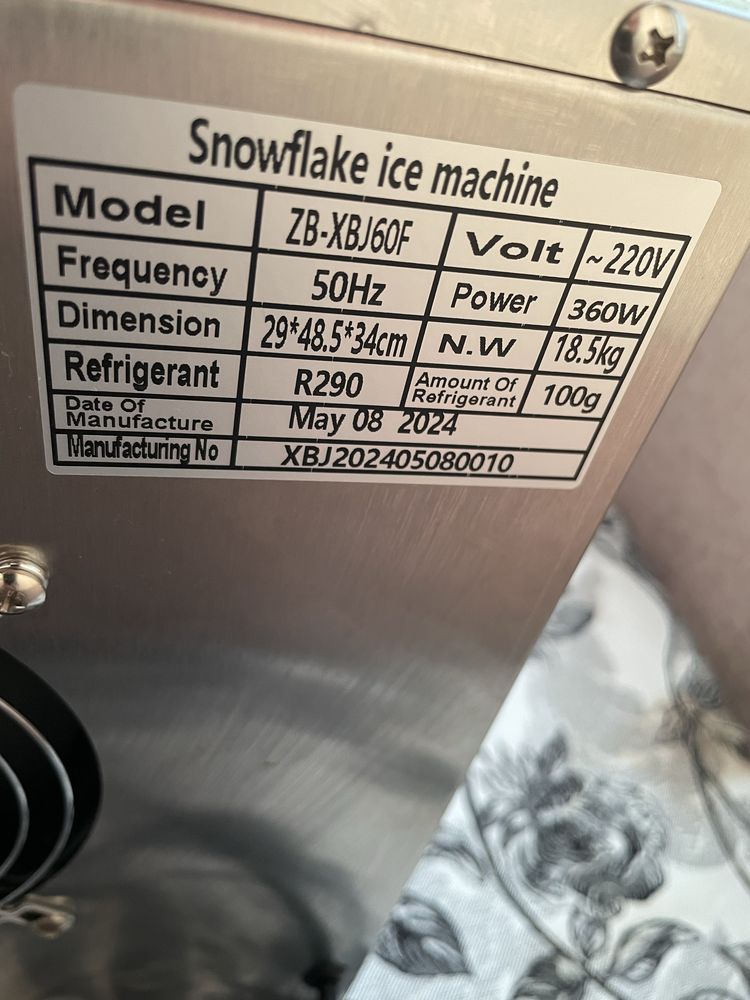 Snowflake ice machine
Model ZB-XBJ60F Volt ~220V
Frequency 50Hz Power 360W
Dimension 29*48.5*34cm N.W 18.5kg
Refrigerant R290 Amount Of Refrigerant 100g
Date Of Manufacture May 08 2024
Manufacturing No XBJ202405080010